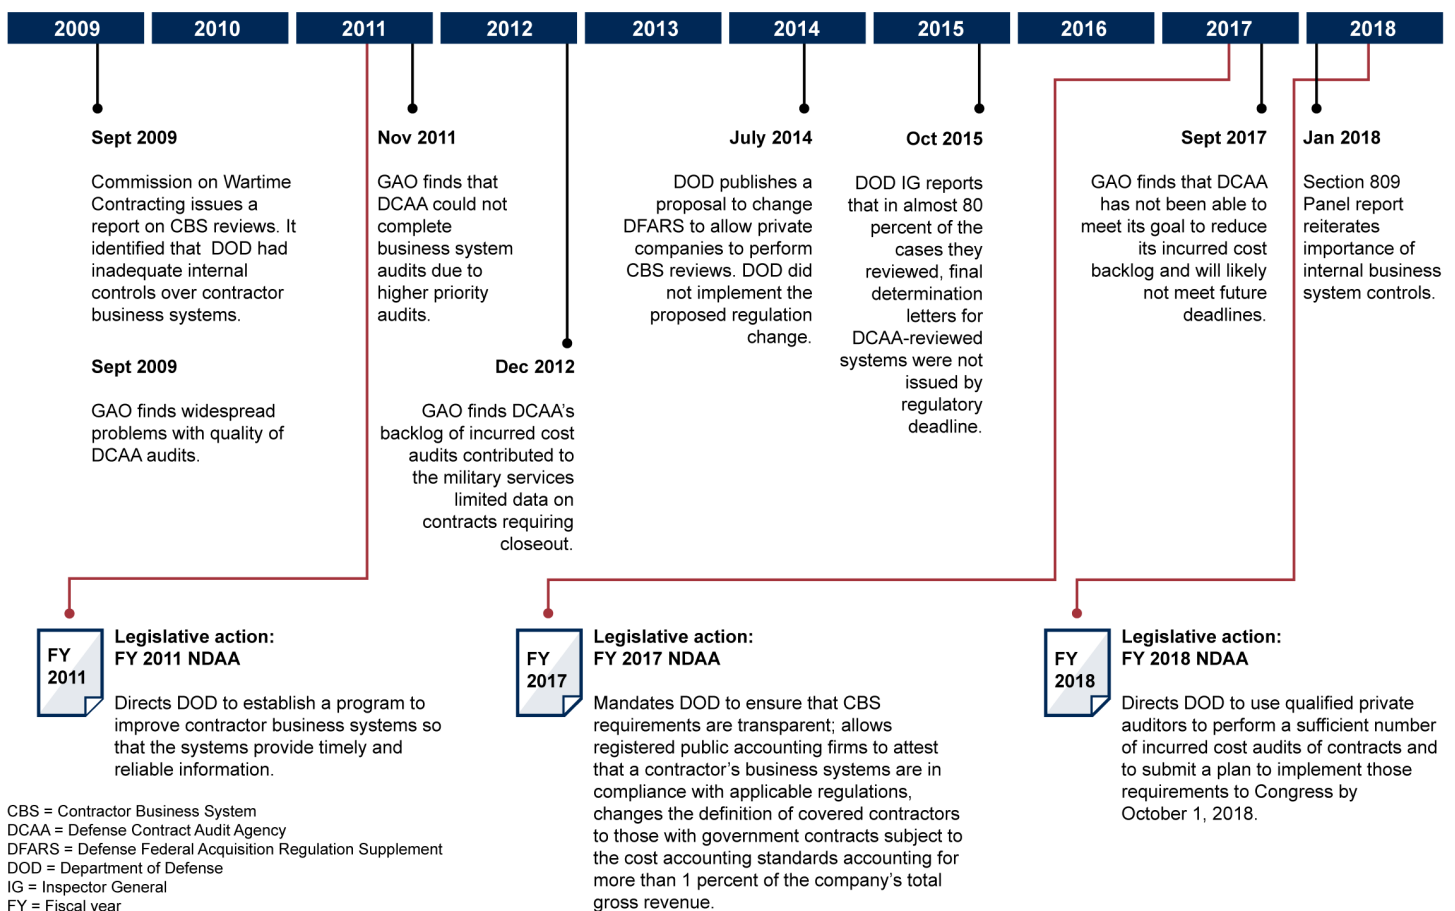 2009
2010
2011
2012
2013
2014
2015
2016
2017
2018
Sept 2009
Commission on Wartime
Contracting issues a
report on CBS reviews. It
identified that DOD had
inadequate internal
controls over contractor
business systems.
Sept 2009
GAO finds widespread
problems with quality of
DCAA audits.
Nov 2011
GAO finds that
DCAA could not
complete
business system
audits due to
higher priority
audits.
Dec 2012
GAO finds DCAA's
backlog of incurred cost
audits contributed to
the military services
limited data on
contracts requiring
closeout.
July 2014
DOD publishes a
proposal to change
DFARS to allow private
companies to perform
CBS reviews. DOD did
not implement the
proposed regulation
change.
Oct 2015
DOD IG reports
that in almost 80
percent of the
cases they
reviewed, final
determination
letters for
DCAA-reviewed
systems were not
issued by
regulatory
deadline.
Sept 2017
GAO finds that DCAA
has not been able to
meet its goal to reduce
its incurred cost
backlog and will likely
not meet future
deadlines.
Jan 2018
Section 809
Panel report
reiterates
importance of
internal business
system controls.
FY
2011
Legislative action:
FY 2011 NDAA
Directs DOD to establish a program to
improve contractor business systems so
that the systems provide timely and
reliable information.
FY
2017
Legislative action:
FY 2017 NDAA
Mandates DOD to ensure that CBS
requirements are transparent; allows
registered public accounting firms to attest
that a contractor's business systems are in
compliance with applicable regulations,
changes the definition of covered contractors
to those with government contracts subject to
the cost accounting standards accounting for
more than 1 percent of the company's total
gross revenue.
FY
2018
Legislative action:
FY 2018 NDAA
Directs DOD to use qualified private
auditors to perform a sufficient number
of incurred cost audits of contracts and
to submit a plan to implement those
requirements to Congress by
October 1, 2018.
CBS = Contractor Business System
DCAA = Defense Contract Audit Agency
DFARS = Defense Federal Acquisition Regulation Supplement
DOD = Department of Defense
IG = Inspector General
FY = Fiscal year